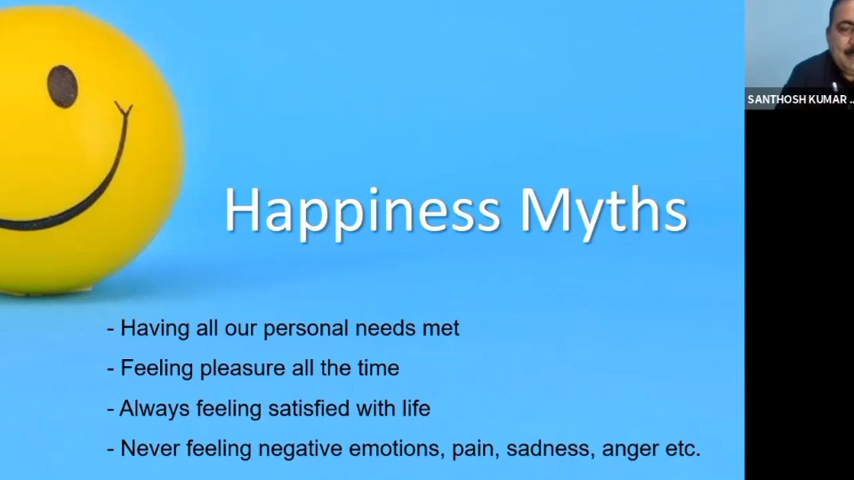 SANTHOSH KUMAR ..
Happiness Myths
- Having all our personal needs met
- Feeling pleasure all the time
- Always feeling satisfied with life
- Never feeling negative emotions, pain, sadness, anger etc.